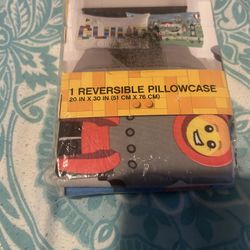 1 REVERSIBLE PILLOWCASE
20 IN X 30 IN (51 CM X 76 CM)